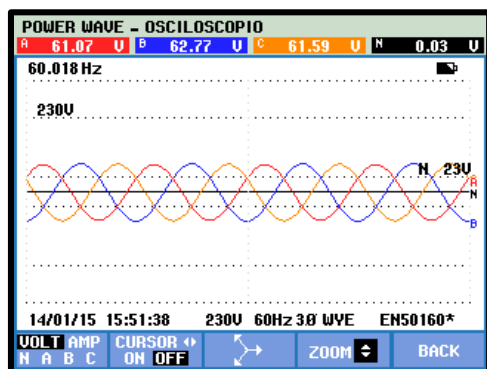 POWER WAVE - OSCILOSCOPIO
A 61.07 V B 62.77 V C 61.59 V N 0.03 V
60.018 Hz
230V
N 23V
A
N
B
14/01/15 15:51:38 230V 60Hz 3Ø WYE EN50160*
VOLT AMP CURSOR
N A B C ON OFF ZOOM BACK